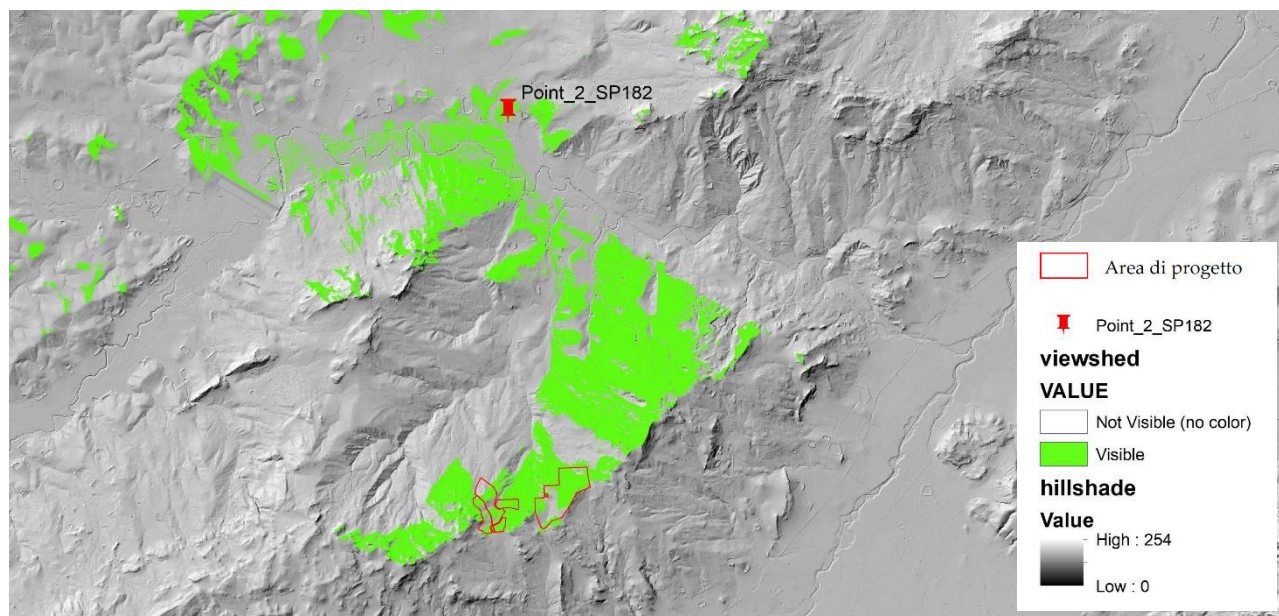 Point_2_SP182
Area di progetto
Point_2_SP182
viewshed
VALUE
Not Visible (no color)
Visible
hillshade
Value
High : 254
Low : 0